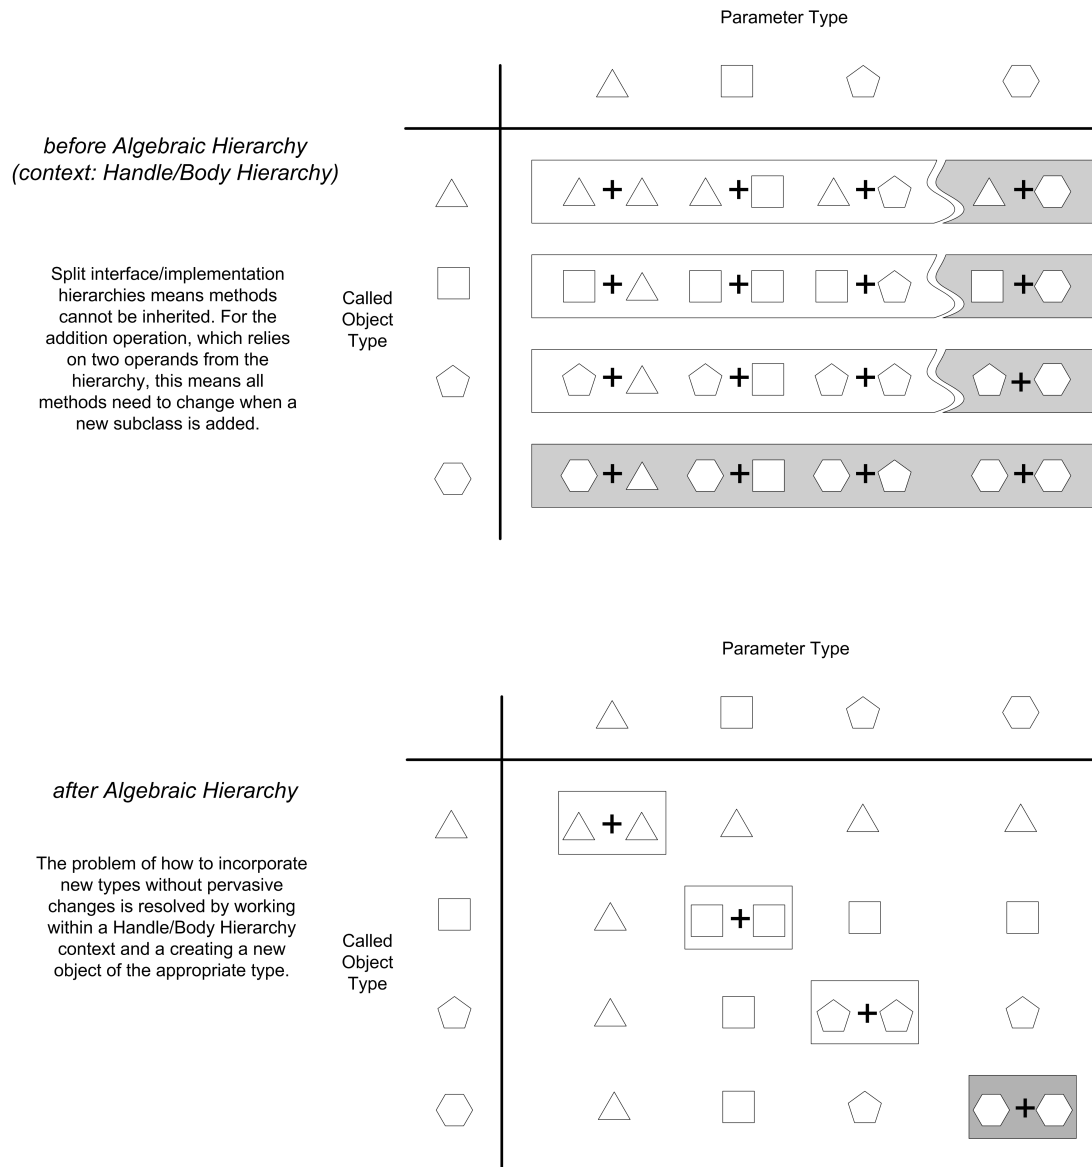 Parameter Type
before Algebraic Hierarchy
(context: Handle/Body Hierarchy)
+ + + +
Split interface/implementation
hierarchies means methods
cannot be inherited. For the
addition operation, which relies
on two operands from the
hierarchy, this means all
methods need to change when a
new subclass is added.
Called
Object
Type
+ + + +
+ + + +
+ + + +
Parameter Type
after Algebraic Hierarchy
+
The problem of how to incorporate
new types without pervasive
changes is resolved by working
within a Handle/Body Hierarchy
context and a creating a new
object of the appropriate type.
Called
Object
Type
+
+
+